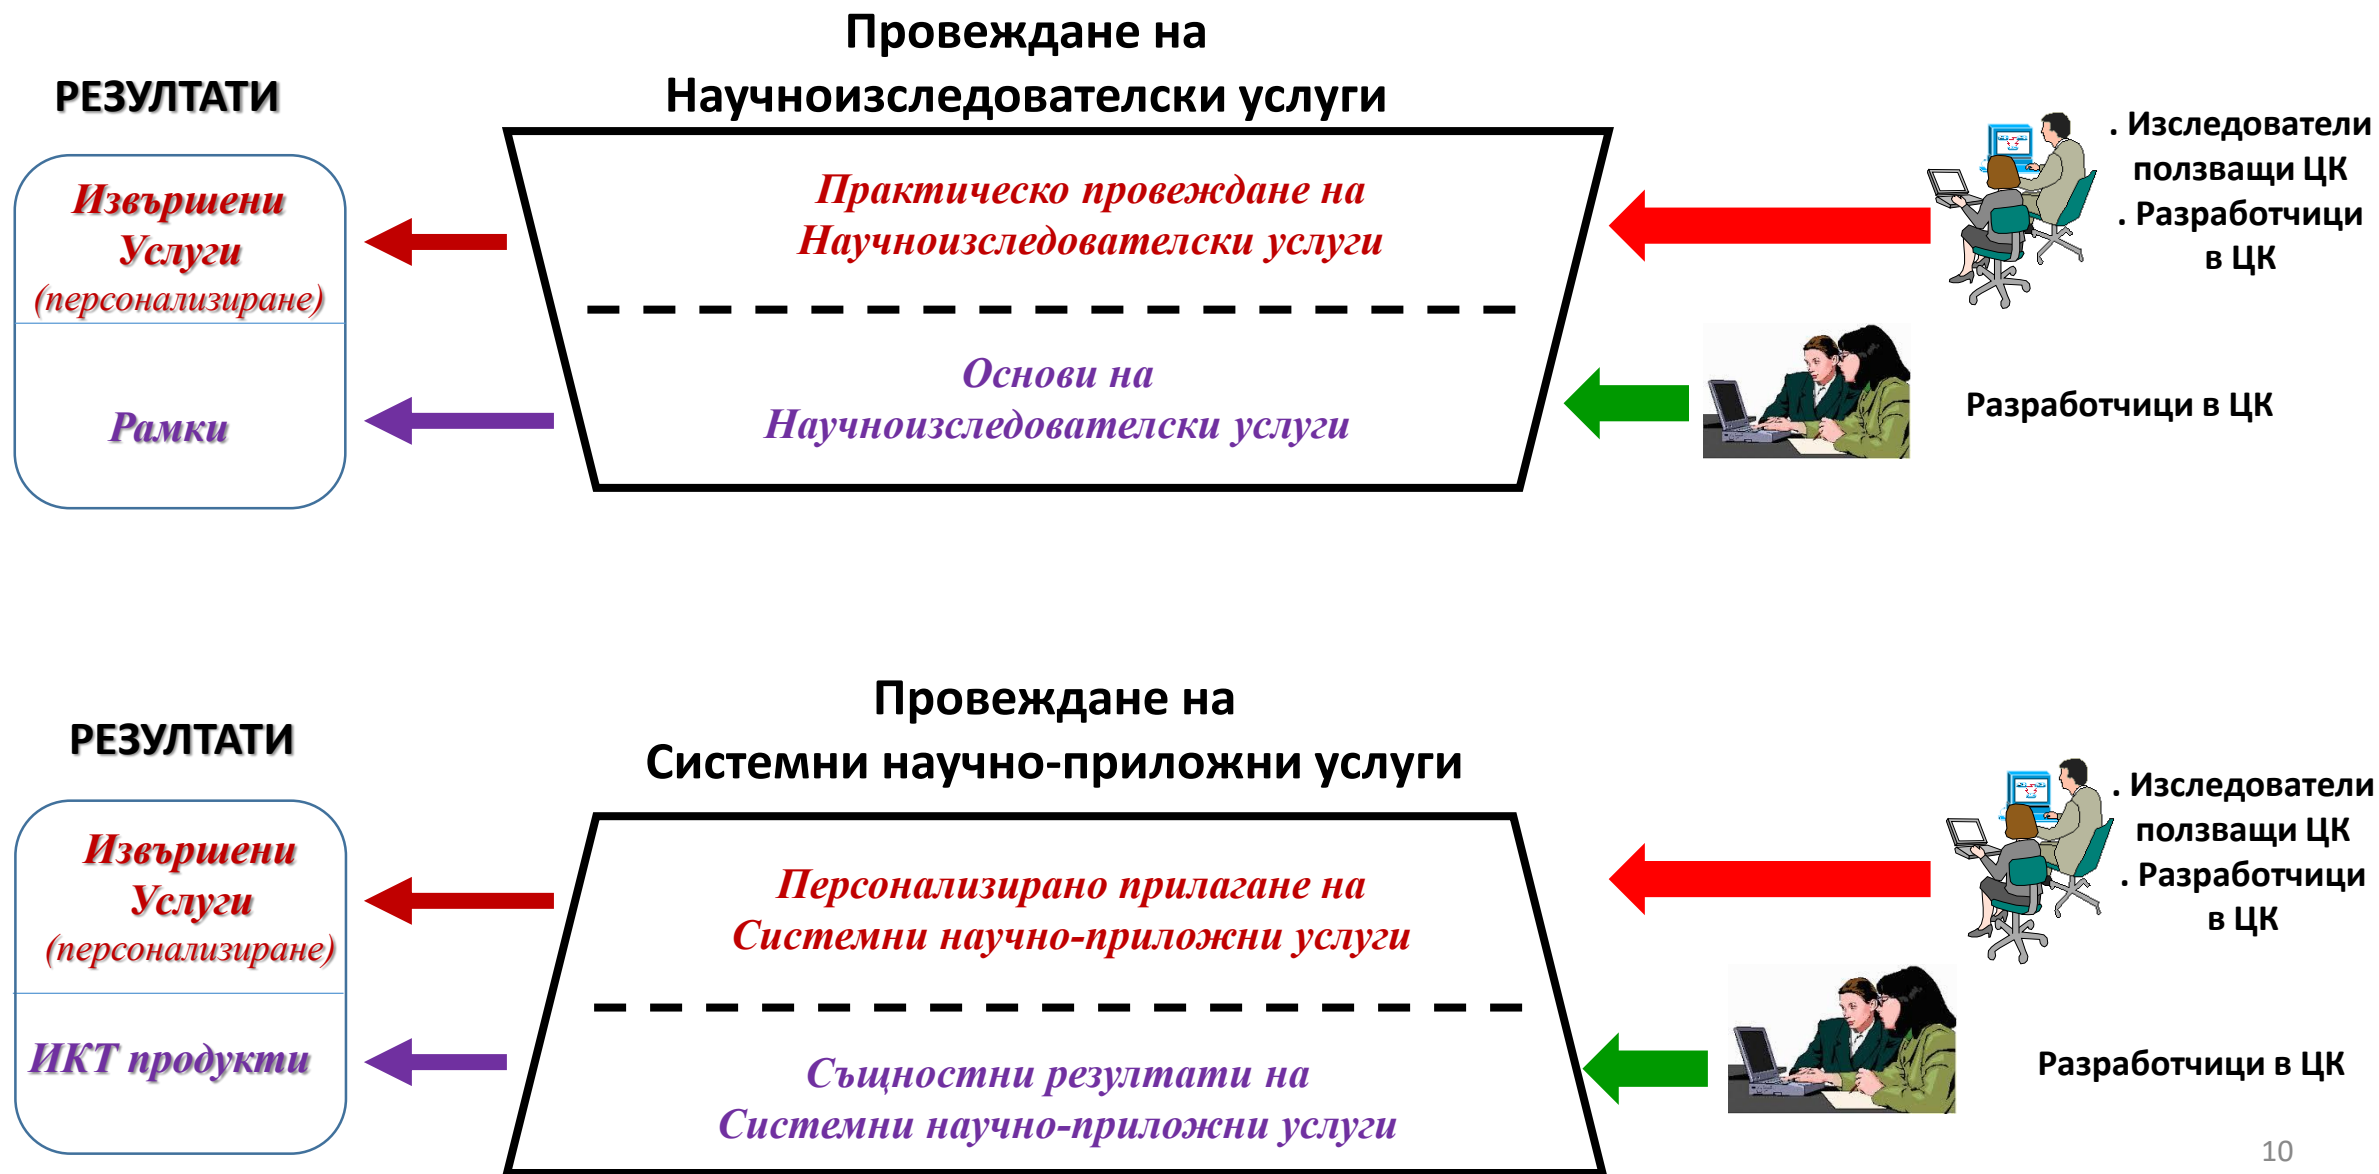 Провеждане на
Научноизследователски услуги
РЕЗУЛТАТИ
Извършени
Услуги
(персонализиране)
Рамки
Практическо провеждане на
Научноизследователски услуги
Основи на
Научноизследователски услуги
. Изследователи
ползващи ЦК
. Разработчици
в ЦК
Разработчици в ЦК
Провеждане на
Системни научно-приложни услуги
РЕЗУЛТАТИ
Извършени
Услуги
(персонализиране)
ИКТ продукти
Персонализирано прилагане на
Системни научно-приложни услуги
Същностни резултати на
Системни научно-приложни услуги
. Изследователи
ползващи ЦК
. Разработчици
в ЦК
Разработчици в ЦК
10